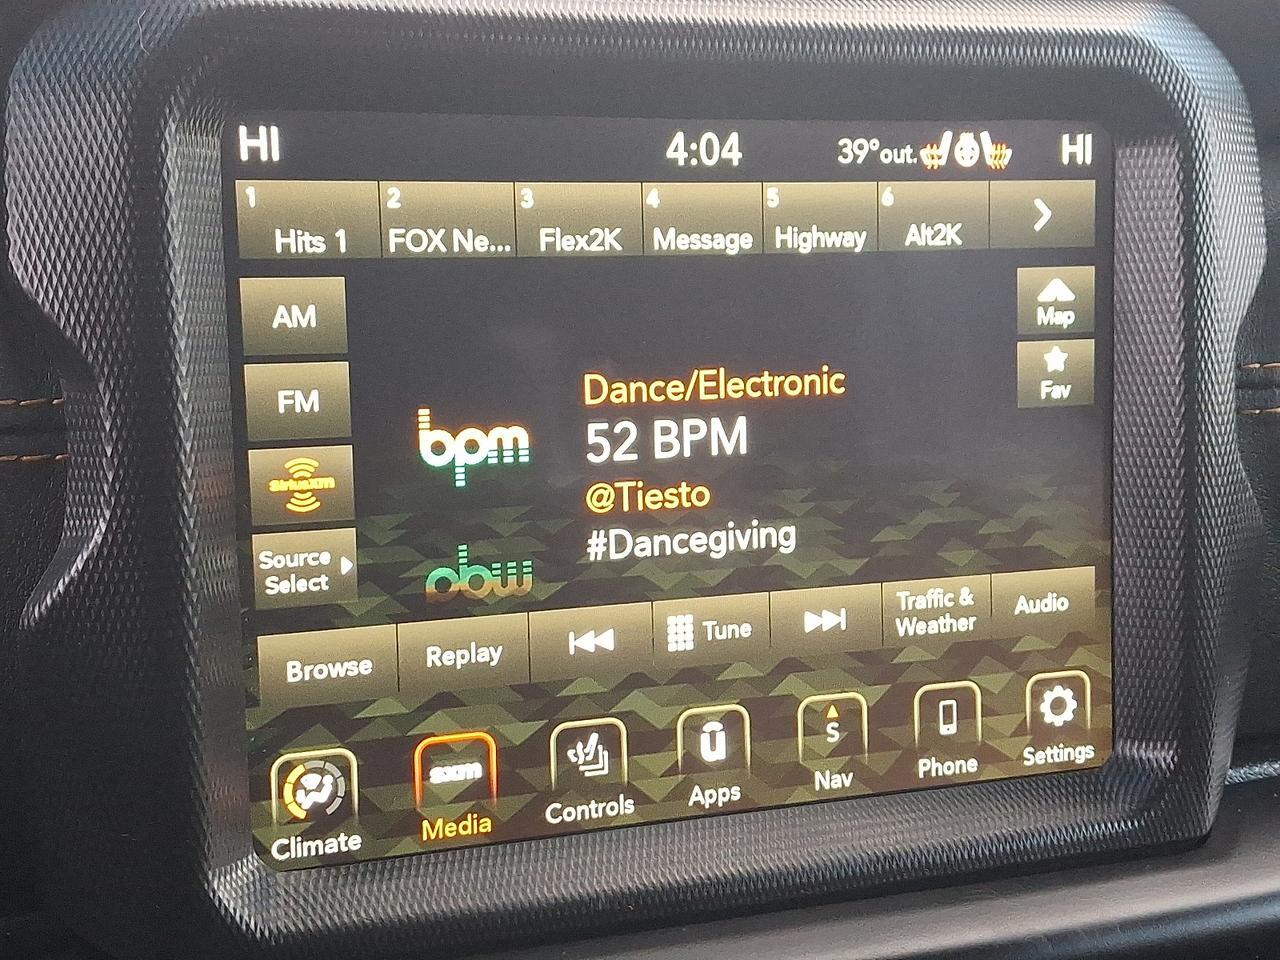 HI
4:04
39°out.
HI
1
Hits 1
2
FOX Ne...
3
Flex2K
4
Message
5
Highway
6
Alt2K
AM
FM
SiriusXM
Source
Select
Map
Fav
bpm
Dance/Electronic
52 BPM
@Tiesto
#Dancegiving
Browse
Replay
Tune
Traffic &
Weather
Audio
Climate
sxm
Media
Controls
u
Apps
S
Nav
Phone
Settings